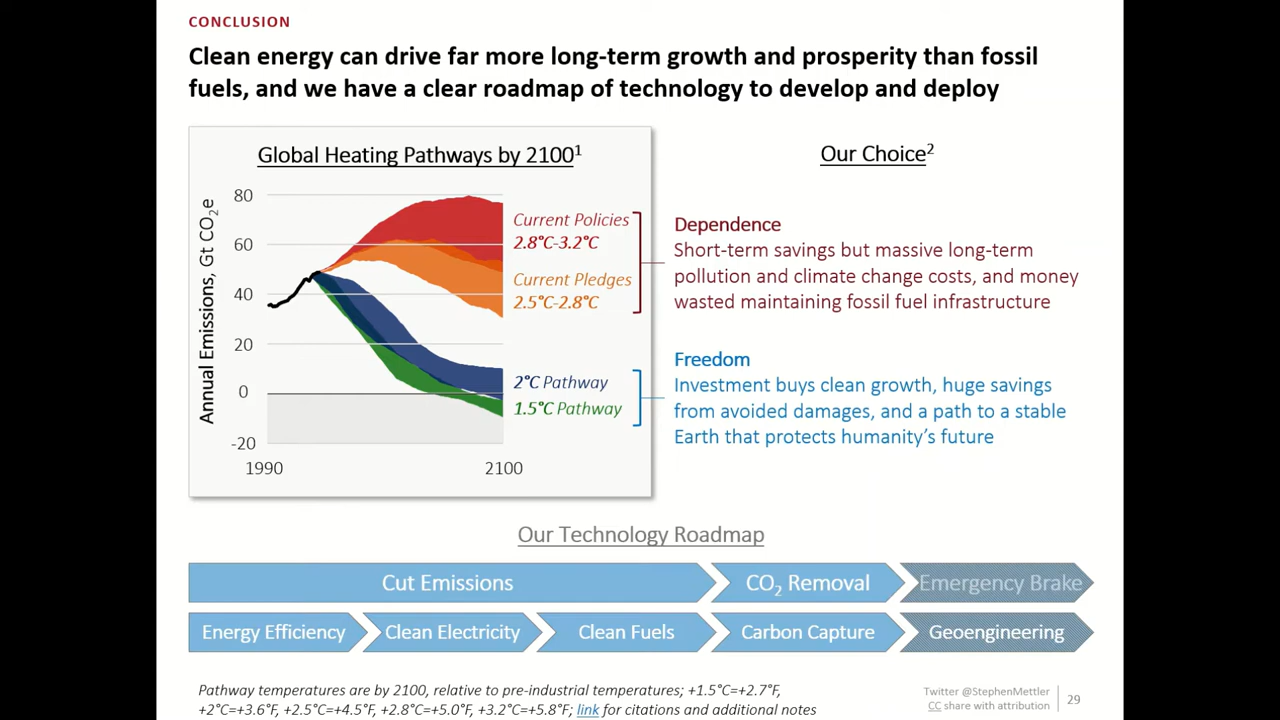 CONCLUSION
Clean energy can drive far more long-term growth and prosperity than fossil
fuels, and we have a clear roadmap of technology to develop and deploy
Global Heating Pathways by 2100¹
Annual Emissions, Gt CO₂e
80
60
40
20
0
-20
1990
2100
Current Policies
2.8°C-3.2°C
Current Pledges
2.5°C-2.8°C
2°C Pathway
1.5°C Pathway
Our Choice²
Dependence
Short-term savings but massive long-term
pollution and climate change costs, and money
wasted maintaining fossil fuel infrastructure
Freedom
Investment buys clean growth, huge savings
from avoided damages, and a path to a stable
Earth that protects humanity's future
Our Technology Roadmap
Cut Emissions
CO₂ Removal
Emergency Brake
Energy Efficiency
Clean Electricity
Clean Fuels
Carbon Capture
Geoengineering
Pathway temperatures are by 2100, relative to pre-industrial temperatures; +1.5°C=+2.7°F,
+2°C=+3.6°F, +2.5°C=+4.5°F, +2.8°C=+5.0°F, +3.2°C=+5.8°F; link for citations and additional notes
Twitter @StephenMettler
CC share with attribution
29